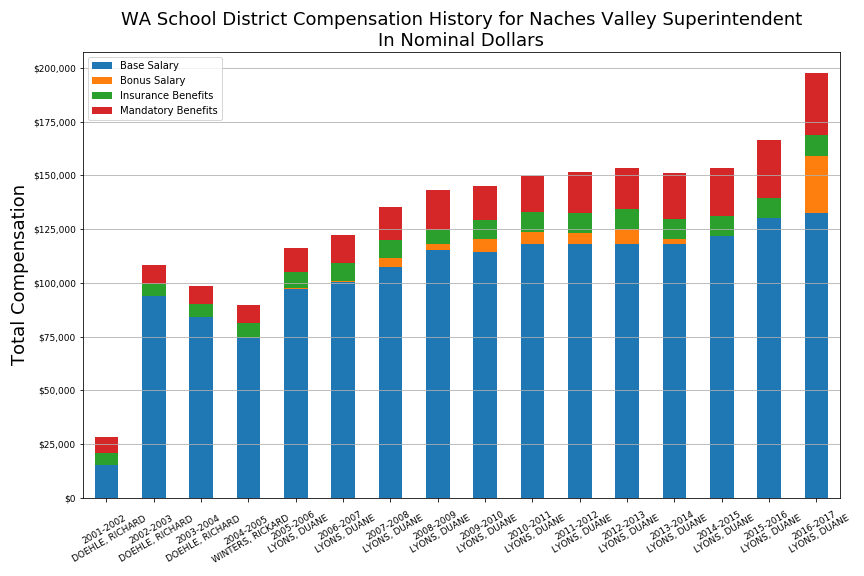 WA School District Compensation History for Naches Valley Superintendent
In Nominal Dollars
Base Salary
Bonus Salary
Insurance Benefits
Mandatory Benefits
Total Compensation
$200,000
$175,000
$150,000
$125,000
$100,000
$75,000
$50,000
$25,000
$0
2001-2002
DOEHLE, RICHARD
2002-2003
DOEHLE, RICHARD
2003-2004
DOEHLE, RICHARD
2004-2005
WINTERS, RICKARD
2005-2006
LYONS, DUANE
2006-2007
LYONS, DUANE
2007-2008
LYONS, DUANE
2008-2009
LYONS, DUANE
2009-2010
LYONS, DUANE
2010-2011
LYONS, DUANE
2011-2012
LYONS, DUANE
2012-2013
LYONS, DUANE
2013-2014
LYONS, DUANE
2014-2015
LYONS, DUANE
2015-2016
LYONS, DUANE
2016-2017
LYONS, DUANE